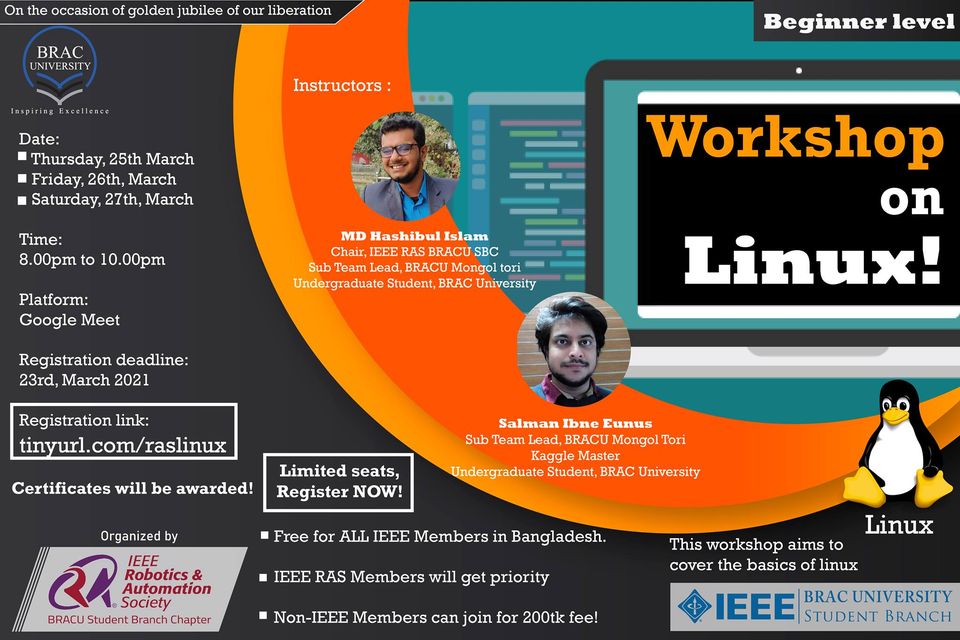 On the occasion of golden jubilee of our liberation
Beginner level
BRAC
UNIVERSITY
Inspiring Excellence
Date:
Thursday, 25th March
Friday, 26th, March
Saturday, 27th, March
Time:
8.00pm to 10.00pm
Platform:
Google Meet
Registration deadline:
23rd, March 2021
Registration link:
tinyurl.com/raslinux
Certificates will be awarded!
Instructors :
MD Hashibul Islam
Chair, IEEE RAS BRACU SBC
Sub Team Lead, BRACU Mongol tori
Undergraduate Student, BRAC University
Salman Ibne Eunus
Sub Team Lead, BRACU Mongol Tori
Kaggle Master
Undergraduate Student, BRAC University
Workshop
on
Linux!
Limited seats,
Register NOW!
Organized by
IEEE
Robotics &
Automation
Society
BRACU Student Branch Chapter
Free for ALL IEEE Members in Bangladesh.
IEEE RAS Members will get priority
Non-IEEE Members can join for 200tk fee!
Linux
This workshop aims to
cover the basics of linux
IEEE
BRAC UNIVERSITY
STUDENT BRANCH